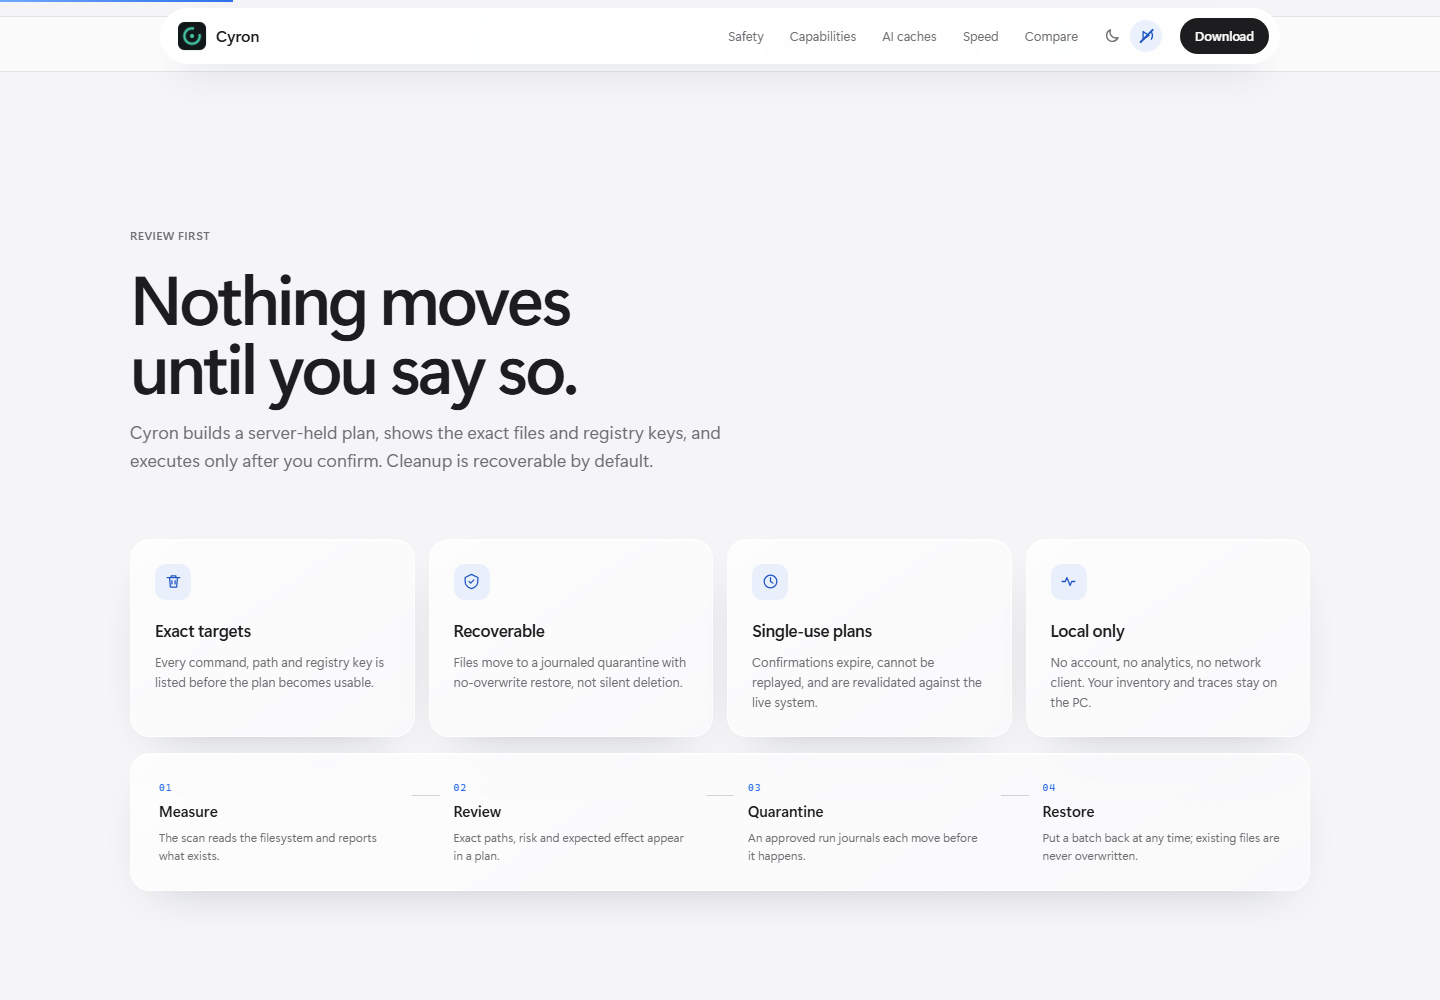 Cyron
Safety
Capabilities
AI caches
Speed
Compare
Download
REVIEW FIRST
Nothing moves
until you say so.
Cyron builds a server-held plan, shows the exact files and registry keys, and
executes only after you confirm. Cleanup is recoverable by default.
Exact targets
Every command, path and registry key is
listed before the plan becomes usable.
Recoverable
Files move to a journaled quarantine with
no-overwrite restore, not silent deletion.
Single-use plans
Confirmations expire, cannot be
replayed, and are revalidated against the
live system.
Local only
No account, no analytics, no network
client. Your inventory and traces stay on
the PC.
01
Measure
The scan reads the filesystem and reports
what exists.
02
Review
Exact paths, risk and expected effect appear
in a plan.
03
Quarantine
An approved run journals each move before
it happens.
04
Restore
Put a batch back at any time; existing files are
never overwritten.